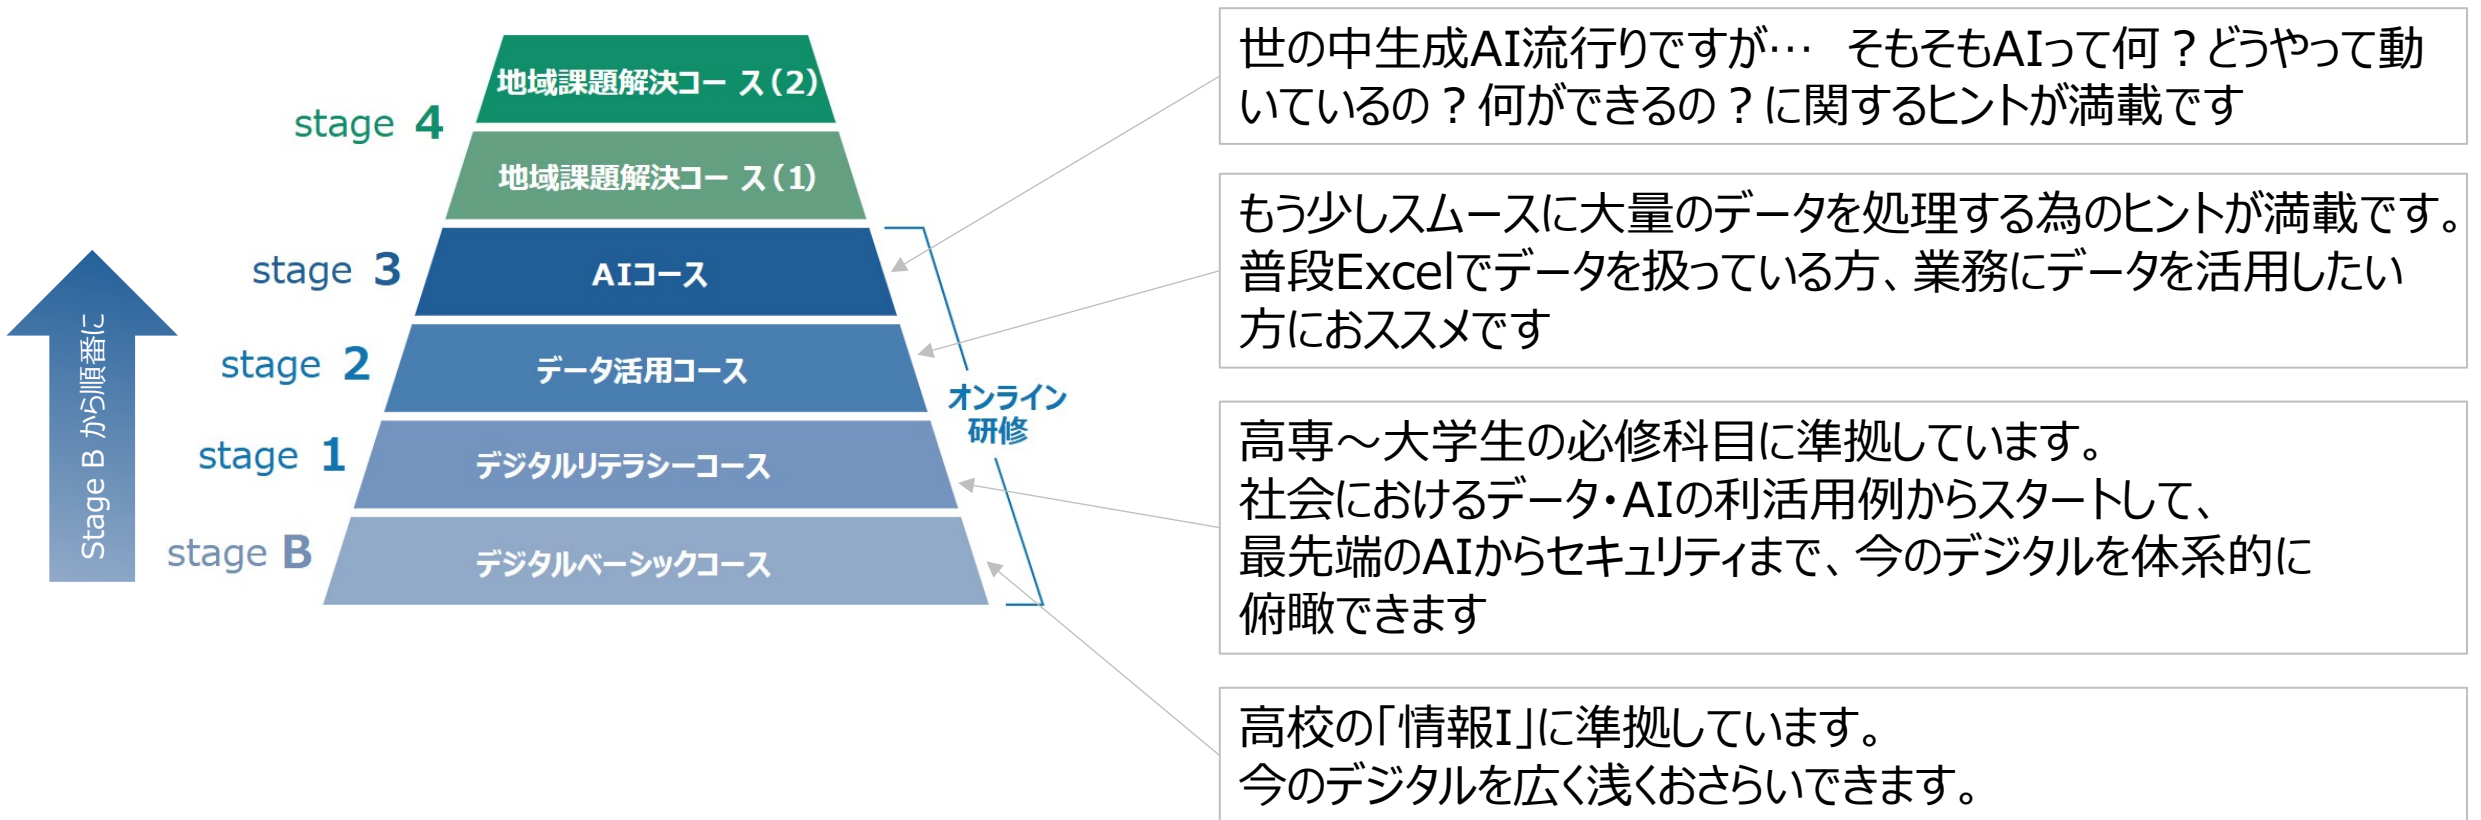 地域課題解決コース（2）
stage 4
地域課題解決コース（1）
stage 3
AIコース
stage 2
データ活用コース
オンライン
研修
stage 1
デジタルリテラシーコース
stage B
デジタルベーシックコース
Stage B から順番に
世の中生成AI流行りですが… そもそもAIって何？どうやって動
いているの？何ができるの？に関するヒントが満載です
もう少しスムースに大量のデータを処理する為のヒントが満載です。
普段Excelでデータを扱っている方、業務にデータを活用したい
方におススメです
高専～大学生の必修科目に準拠しています。
社会におけるデータ・AIの利活用例からスタートして、
最先端のAIからセキュリティまで、今のデジタルを体系的に
俯瞰できます
高校の「情報I」に準拠しています。
今のデジタルを広く浅くおさらいできます。